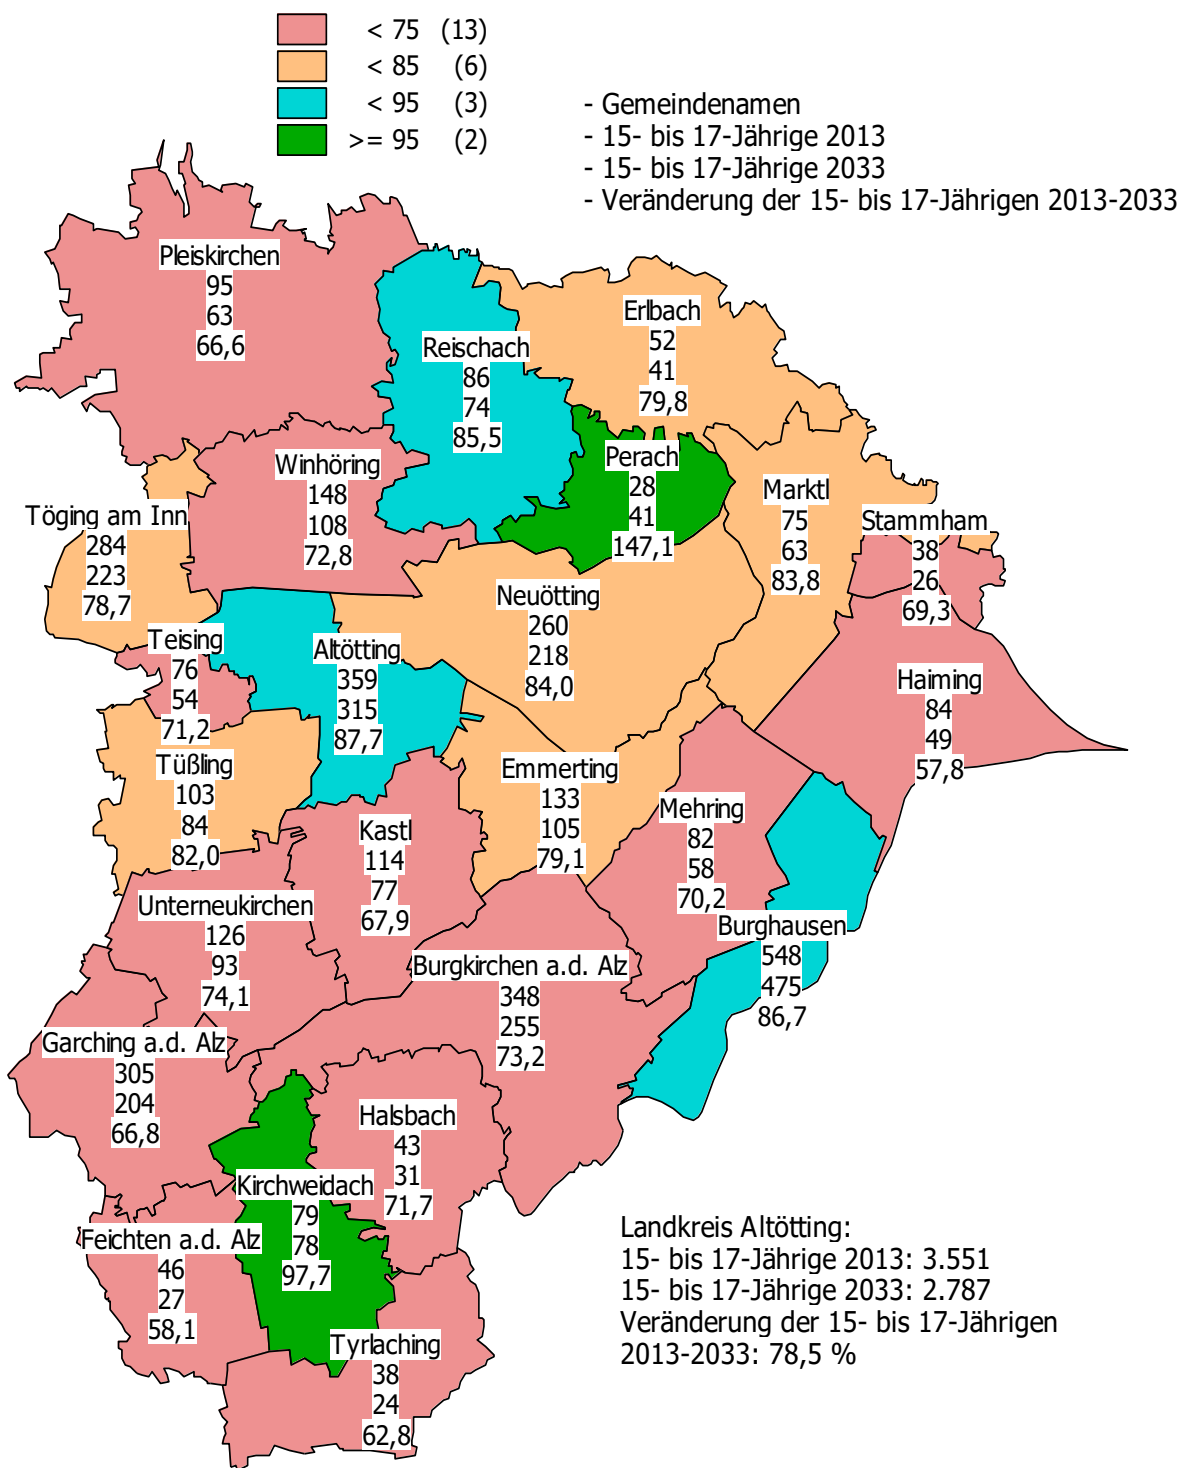 < 75 (13)
< 85 (6)
< 95 (3)
>= 95 (2)
- Gemeindenamen
- 15- bis 17-Jährige 2013
- 15- bis 17-Jährige 2033
- Veränderung der 15- bis 17-Jährigen 2013-2033
Pleiskirchen
95
63
66,6
Reischach
86
74
85,5
Erlbach
52
41
79,8
Winhöring
148
108
72,8
Perach
28
41
147,1
Marktl
75
63
83,8
Stammham
38
26
69,3
Töging am Inn
284
223
78,7
Neuötting
260
218
84,0
Teising
76
54
71,2
Altötting
359
315
87,7
Haiming
84
49
57,8
Tüßling
103
84
82,0
Emmerting
133
105
79,1
Mehring
82
58
70,2
Kastl
114
77
67,9
Unterneukirchen
126
93
74,1
Burghausen
548
475
86,7
Burgkirchen a.d. Alz
348
255
73,2
Garching a.d. Alz
305
204
66,8
Halsbach
43
31
71,7
Kirchweidach
79
78
97,7
Feichten a.d. Alz
46
27
58,1
Tyrlaching
38
24
62,8
Landkreis Altötting:
15- bis 17-Jährige 2013: 3.551
15- bis 17-Jährige 2033: 2.787
Veränderung der 15- bis 17-Jährigen
2013-2033: 78,5 %